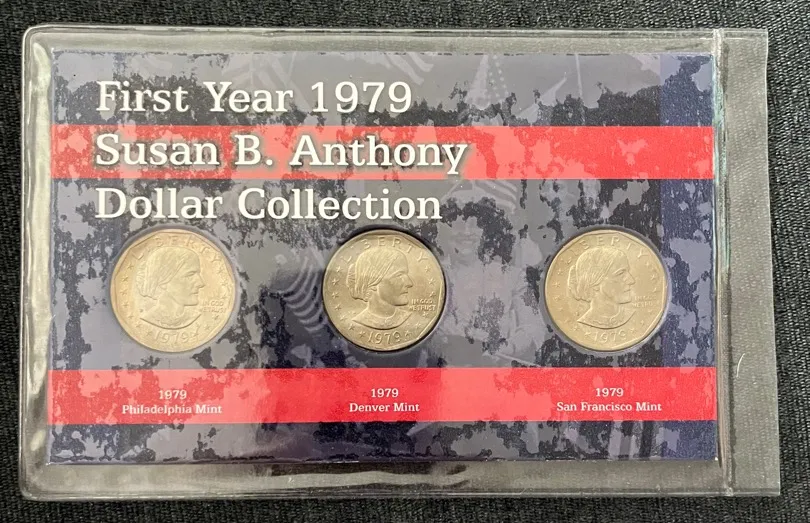 First Year 1979
Susan B. Anthony
Dollar Collection
LIBERTY
IN GOD
WE TRUST
1979
LIBERTY
IN GOD
WE TRUST
1979
LIBERTY
1979
1979
Philadelphia Mint
1979
Denver Mint
1979
San Francisco Mint